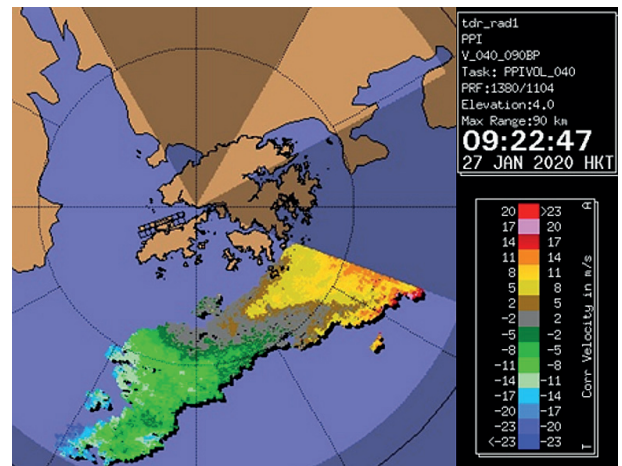 tdr_rad1
PPI
V_040_090BP
Task: PPIVOL_040
PRF:1380/1104
Elevation:4.0
Max Range:90 km
09:22:47
27 JAN 2020 HKT
20 >23 A
17 20
14 17
11 14
8 11
5 8
2 5
-2 2
-5 -2
-8 -5
-11 -8
-14 -11
-17 -14
-20 -17
-23 -20
<-23 -23 T
Corr Velocity in m/s